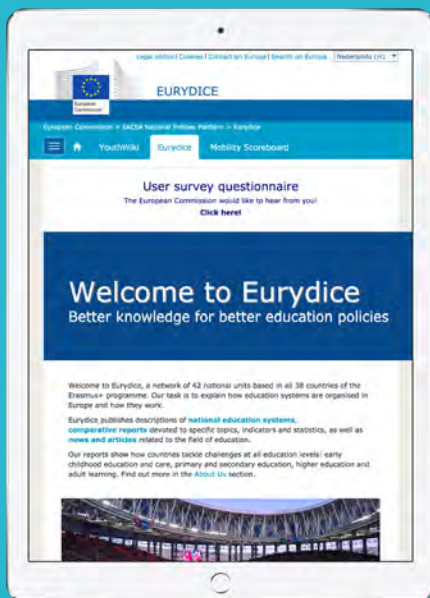 Legal notice | Cookies | Contact on Europa | Search on Europa Nederlands (nl)
European
Commission
EURYDICE
European Commission > EACEA National Policies Platform > Eurydice
YouthWiki Eurydice Mobility Scoreboard
User survey questionnaire
The European Commission would like to hear from you!
Click here!
Welcome to Eurydice
Better knowledge for better education policies
Welcome to Eurydice, a network of 42 national units based in all 38 countries of the
Erasmus+ programme. Our task is to explain how education systems are organised in
Europe and how they work.
Eurydice publishes descriptions of national education systems,
comparative reports devoted to specific topics, indicators and statistics, as well as
news and articles related to the field of education.
Our reports show how countries tackle challenges at all education levels: early
childhood education and care, primary and secondary education, higher education and
adult learning. Find out more in the About Us section.